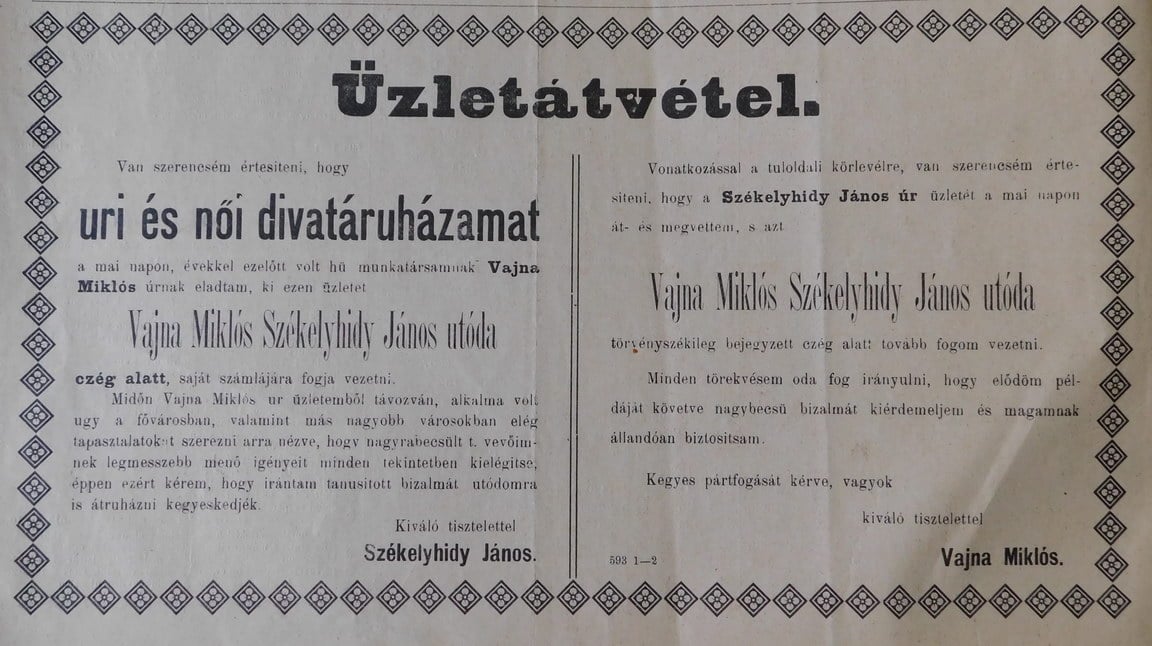 Üzletátvétel.
Van szerencsém értesiteni, hogy
uri és női divatáruházamat
a mai napon, évekkel ezelőtt volt hü munkatársamnak Vajna
Miklós úrnak eladtam, ki ezen üzletet
Vajna Miklós Székelyhidy János utóda
czég alatt, saját számlájára fogja vezetni.
Midőn Vajna Miklós ur üzletemből távozván, alkalma volt
ugy a fővárosban, valamint más nagyobb városokban elég
tapasztalatokat szerezni arra nézve, hogy nagyrabecsült t. vevőim-
nek legmesszebb menő igényeit minden tekintetben kielégitse,
éppen ezért kérem, hogy irántam tanusitott bizalmát utódomra
is átruházni kegyeskedjék.
Kiváló tisztelettel
Székelyhidy János.
Vonatkozással a tuloldali körlevélre, van szerencsém érte-
siteni, hogy a Székelyhidy János úr üzletét a mai napon
át- és megvettem, s azt
Vajna Miklós Székelyhidy János utóda
törvényszékileg bejegyzett czég alatt tovább fogom vezetni.
Minden törekvésem oda fog irányulni, hogy elődöm pél-
dáját követve nagybecsü bizalmát kiérdemeljem és magamnak
állandóan biztositsam.
Kegyes pártfogását kérve, vagyok
kiváló tisztelettel
593 1—2
Vajna Miklós.